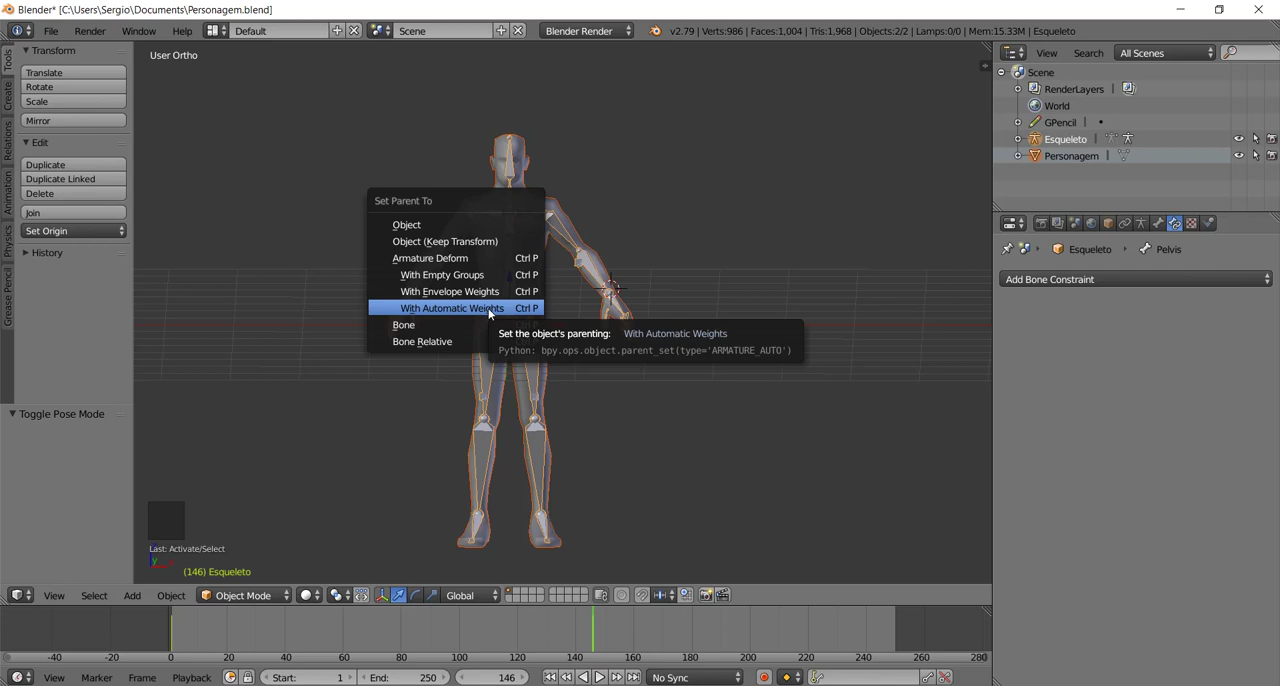 Blender* [C:\Users\Sergio\Documents\Personagem.blend]
File Render Window Help Default Scene Blender Render v2.79 | Verts:986 | Faces:1,004 | Tris:1,968 | Objects:2/2 | Lamps:0/0 | Mem:15.33M | Esqueleto
Tools
Create
Relations
Animation
Physics
Grease Pencil
Transform
Translate
Rotate
Scale
Mirror
Edit
Duplicate
Duplicate Linked
Delete
Join
Set Origin
History
Toggle Pose Mode
User Ortho
Set Parent To
Object
Object (Keep Transform)
Armature Deform Ctrl P
With Empty Groups Ctrl P
With Envelope Weights Ctrl P
With Automatic Weights Ctrl P
Bone
Bone Relative
Set the object's parenting: With Automatic Weights
Python: bpy.ops.object.parent_set(type='ARMATURE_AUTO')
Last: Activate/Select
y
(146) Esqueleto
View Select Add Object Object Mode Global
-40 -20 0 20 40 60 80 100 120 140 160 180 200 220 240 260 280
View Marker Frame Playback Start: 1 End: 250 146 No Sync
View Search All Scenes
Scene
RenderLayers |
World
GPencil |
Esqueleto |
Personagem |
Esqueleto Pelvis
Add Bone Constraint